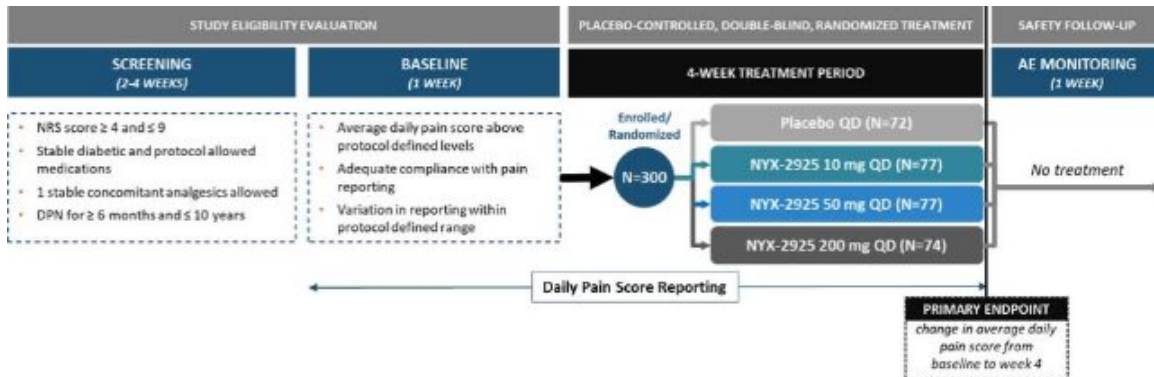 STUDY ELIGIBILITY EVALUATION
PLACEBO-CONTROLLED, DOUBLE-BLIND, RANDOMIZED TREATMENT
SAFETY FOLLOW-UP
SCREENING
(2-4 WEEKS)
BASELINE
(1 WEEK)
4-WEEK TREATMENT PERIOD
AE MONITORING
(1 WEEK)
• NRS score ≥ 4 and ≤ 9
• Stable diabetic and protocol allowed
medications
• 1 stable concomitant analgesics allowed
• DPN for ≥ 6 months and ≤ 10 years
• Average daily pain score above
protocol defined levels
• Adequate compliance with pain
reporting
• Variation in reporting within
protocol defined range
Enrolled/
Randomized
N=300
Placebo QD (N=72)
NYX-2925 10 mg QD (N=77)
NYX-2925 50 mg QD (N=77)
NYX-2925 200 mg QD (N=74)
No treatment
Daily Pain Score Reporting
PRIMARY ENDPOINT
change in average daily
pain score from
baseline to week 4